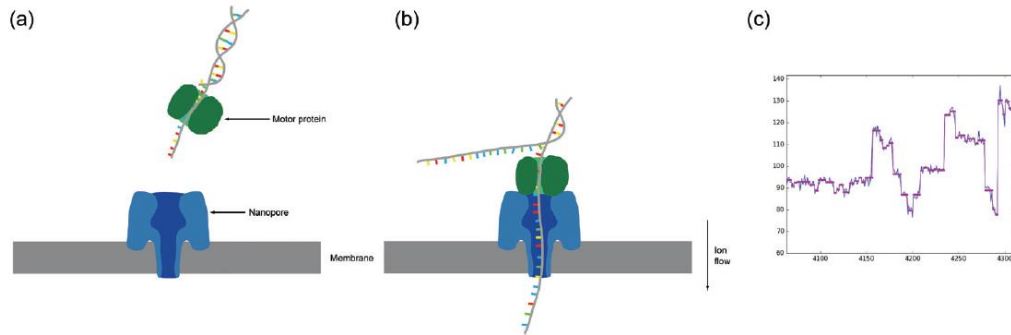 (a)
Motor protein
Nanopore
Membrane
(b)
Ion
flow
(c)
140
130
120
110
100
90
80
70
60
4100
4150
4200
4250
4300